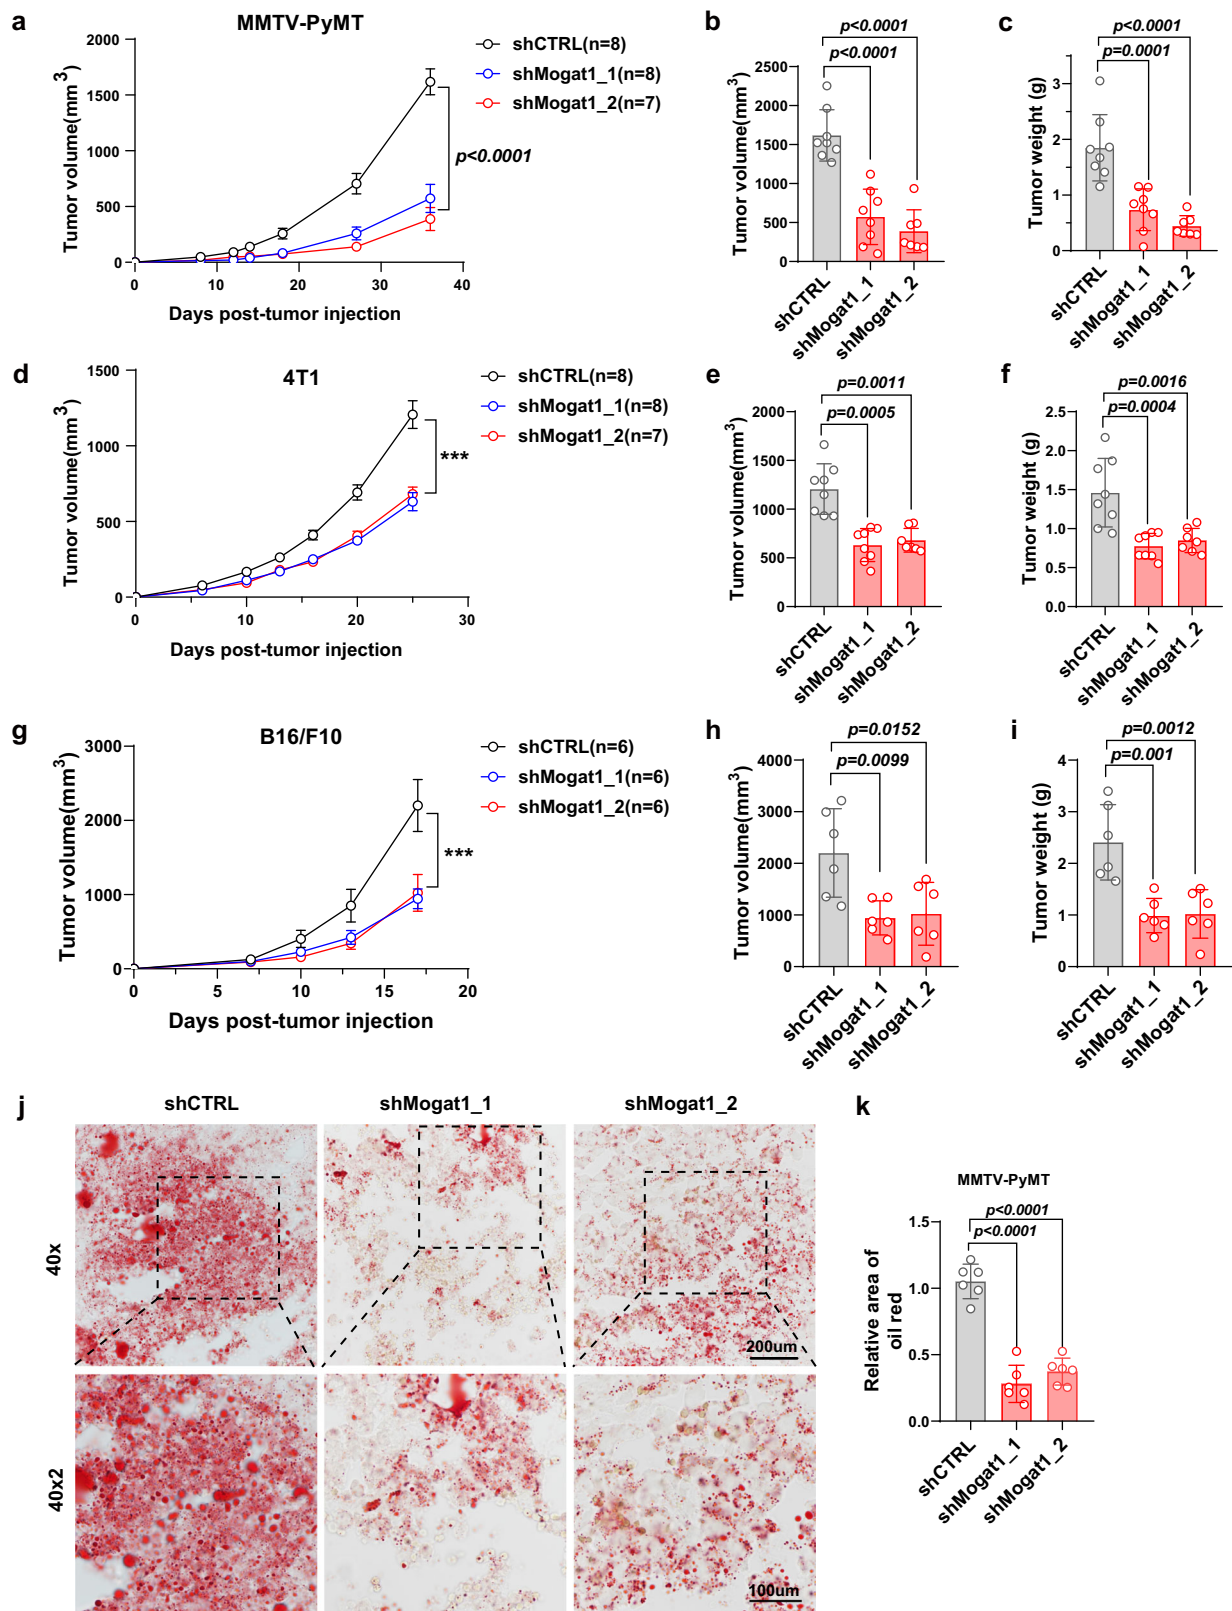 a
MMTV-PyMT
2000
1500
1000
500
0
0
10
20
30
40
Tumor volume(mm³)
Days post-tumor injection
shCTRL(n=8)
shMogat1_1(n=8)
shMogat1_2(n=7)
p<0.0001
b
p<0.0001
p<0.0001
2500
2000
1500
1000
500
0
Tumor volume(mm³)
shCTRL
shMogat1_1
shMogat1_2
c
p<0.0001
p=0.0001
3
2
1
0
Tumor weight (g)
shCTRL
shMogat1_1
shMogat1_2
d
4T1
1500
1000
500
0
0
10
20
30
Tumor volume(mm³)
Days post-tumor injection
shCTRL(n=8)
shMogat1_1(n=8)
shMogat1_2(n=7)
***
e
p=0.0011
p=0.0005
2000
1500
1000
500
0
Tumor volume(mm³)
shCTRL
shMogat1_1
shMogat1_2
f
p=0.0016
p=0.0004
2.5
2.0
1.5
1.0
0.5
0.0
Tumor weight (g)
shCTRL
shMogat1_1
shMogat1_2
g
B16/F10
3000
2000
1000
0
0
5
10
15
20
Tumor volume(mm³)
Days post-tumor injection
shCTRL(n=6)
shMogat1_1(n=6)
shMogat1_2(n=6)
***
h
p=0.0152
p=0.0099
4000
3000
2000
1000
0
Tumor volume(mm³)
shCTRL
shMogat1_1
shMogat1_2
i
p=0.0012
p=0.001
4
3
2
1
0
Tumor weight (g)
shCTRL
shMogat1_1
shMogat1_2
j
shCTRL
shMogat1_1
shMogat1_2
40x
200um
40x2
100um
k
MMTV-PyMT
p<0.0001
p<0.0001
1.5
1.0
0.5
0.0
Relative area of
oil red
shCTRL
shMogat1_1
shMogat1_2